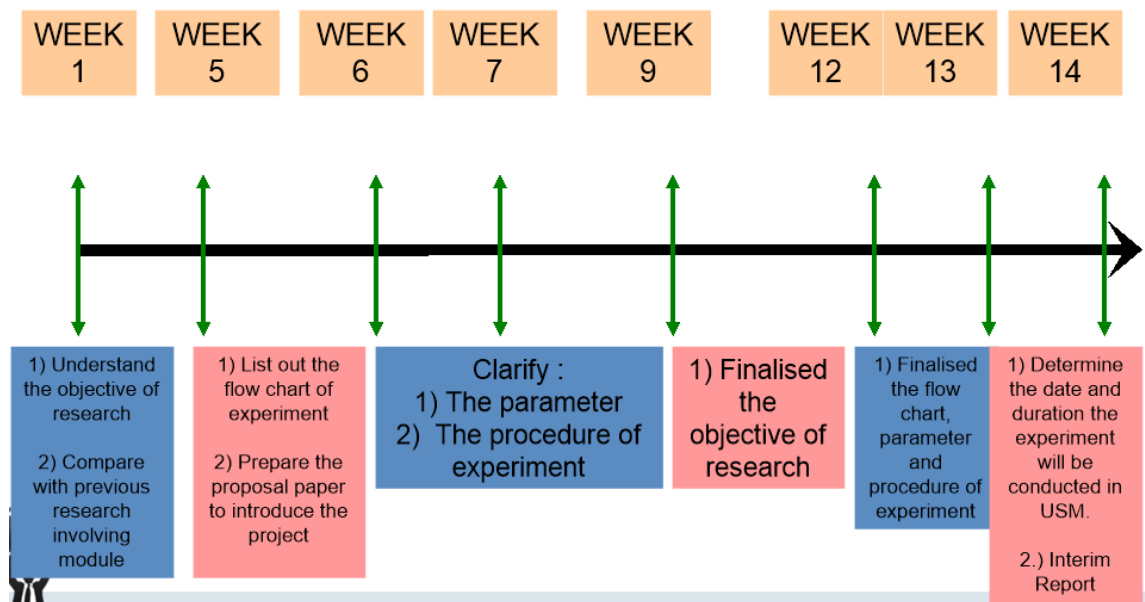 WEEK
1
WEEK
5
WEEK
6
WEEK
7
WEEK
9
WEEK
12
WEEK
13
WEEK
14
1) Understand
the objective of
research
2) Compare
with previous
research
involving
module
1) List out the
flow chart of
experiment
2) Prepare the
proposal paper
to introduce the
project
Clarify :
1) The parameter
2) The procedure of
experiment
1) Finalised
the
objective of
research
1) Finalised
the flow
chart,
parameter
and
procedure of
experiment
1) Determine
the date and
duration the
experiment
will be
conducted in
USM.
2.) Interim
Report